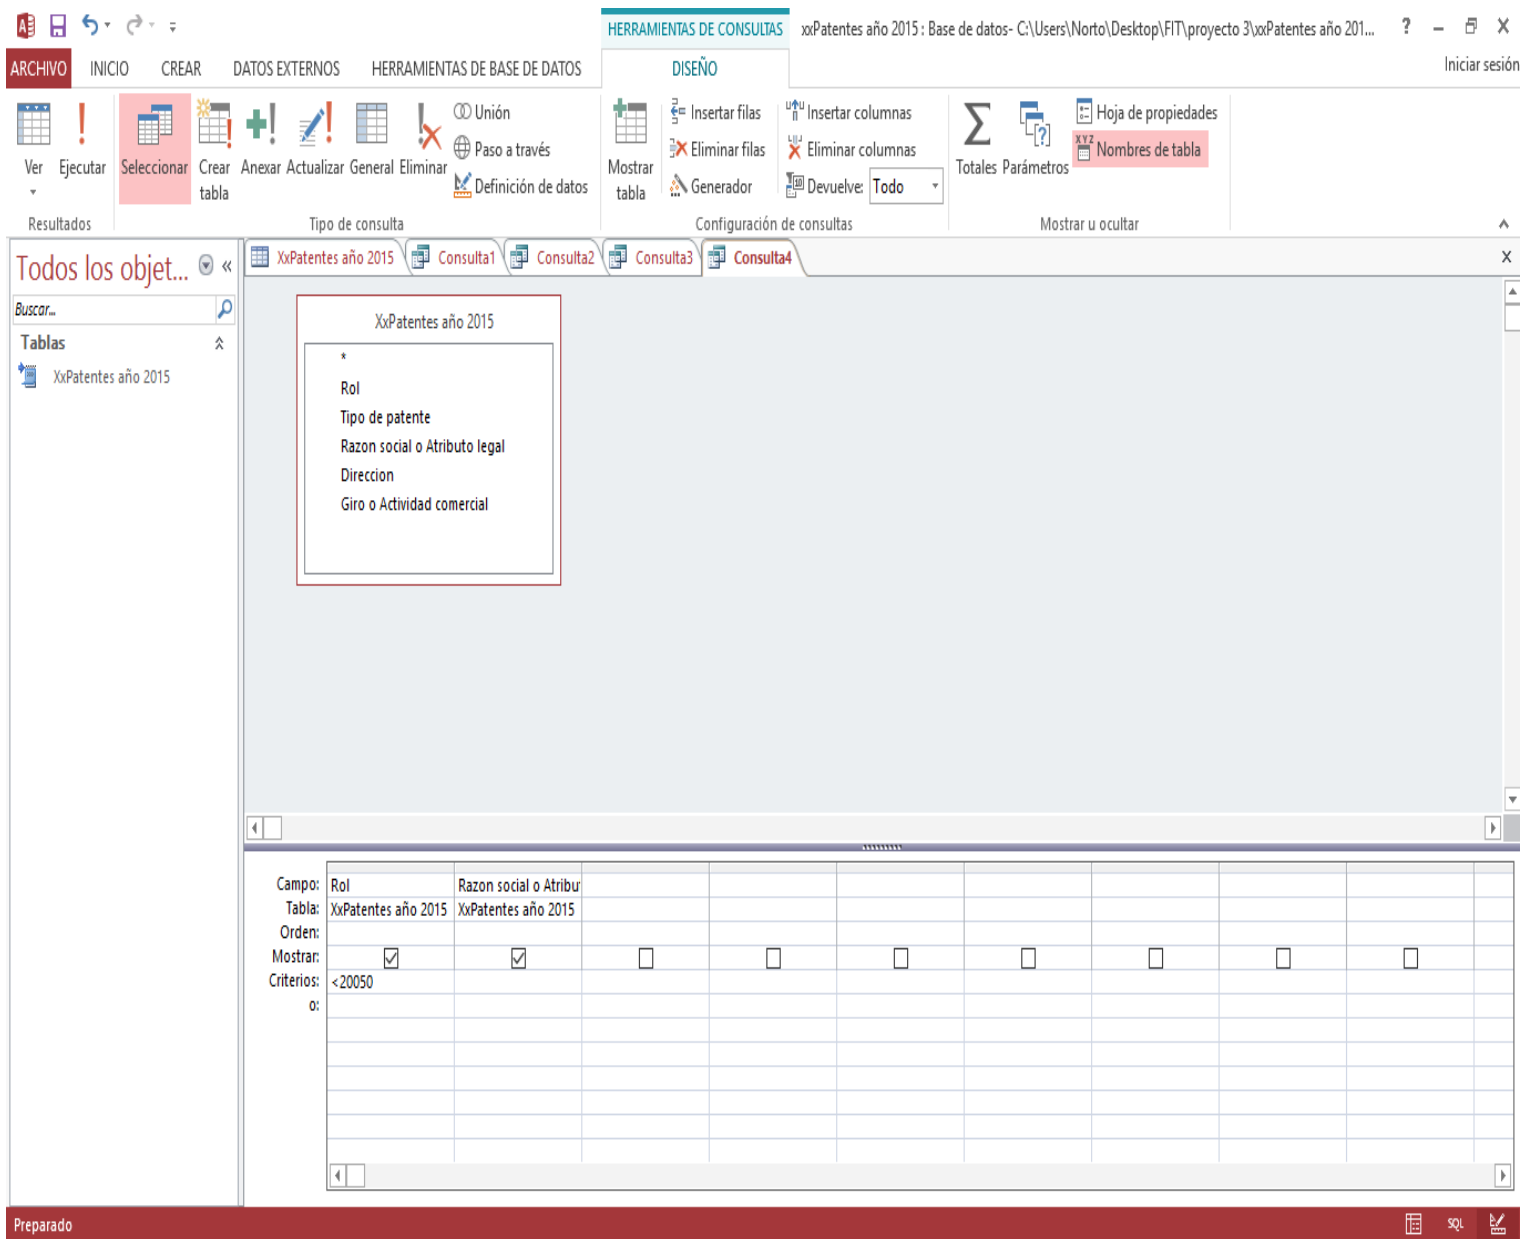 HERRAMIENTAS DE CONSULTAS xxPatentes año 2015 : Base de datos- C:\Users\Norto\Desktop\FIT\proyecto 3\xxPatentes año 201... ?
ARCHIVO INICIO CREAR DATOS EXTERNOS HERRAMIENTAS DE BASE DE DATOS DISEÑO Iniciar sesión
Ver Ejecutar Seleccionar Crear tabla Anexar Actualizar General Eliminar
Unión
Paso a través
Definición de datos
Mostrar tabla
Insertar filas
Eliminar filas
Generador
Insertar columnas
Eliminar columnas
Devuelve: Todo
Totales Parámetros
Hoja de propiedades
XYZ Nombres de tabla
Resultados Tipo de consulta Configuración de consultas Mostrar u ocultar
Todos los objet... «
Buscar...
Tablas
XxPatentes año 2015
XxPatentes año 2015 Consulta1 Consulta2 Consulta3 Consulta4 x
XxPatentes año 2015
*
Rol
Tipo de patente
Razon social o Atributo legal
Direccion
Giro o Actividad comercial
Campo: Rol Razon social o Atribu
Tabla: XxPatentes año 2015 XxPatentes año 2015
Orden:
Mostrar:
Criterios: <20050
o:
Preparado SQL